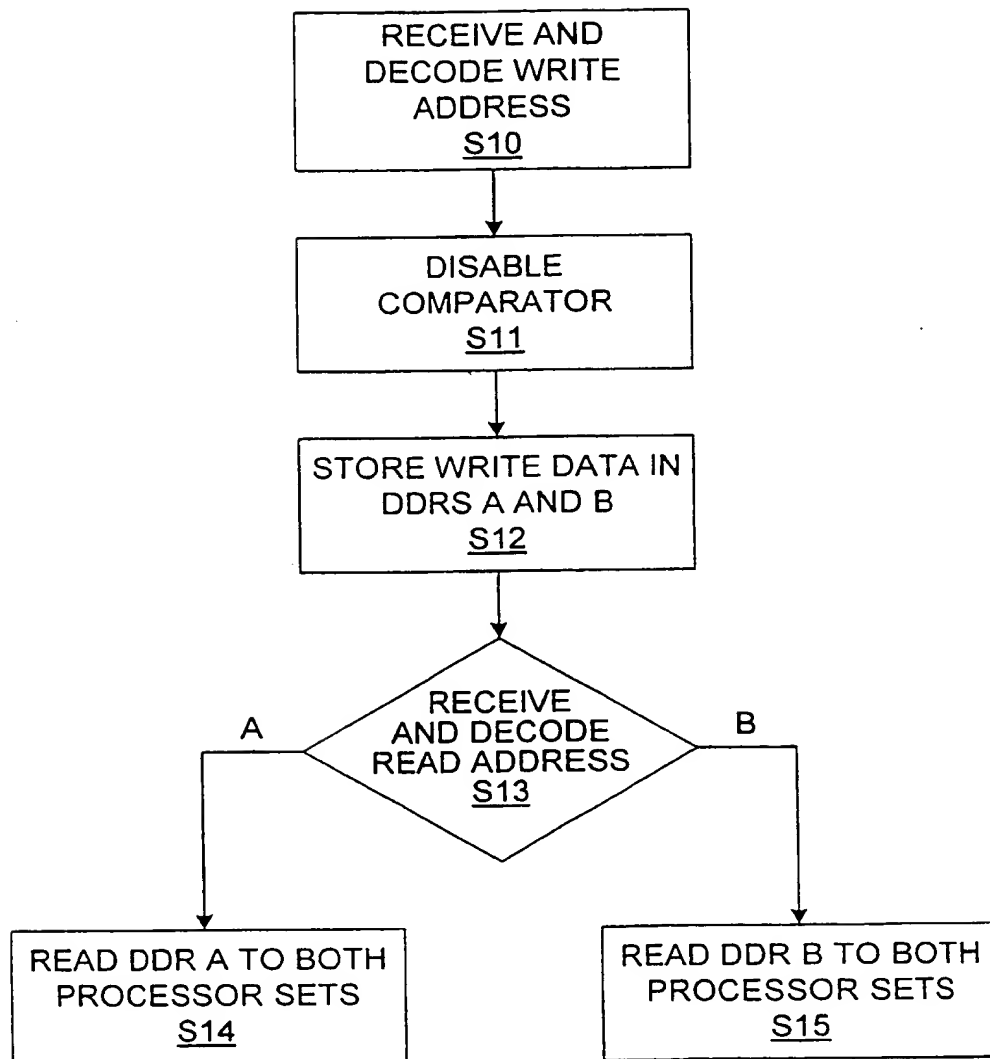 RECEIVE AND
DECODE WRITE
ADDRESS
S10
DISABLE
COMPARATOR
S11
STORE WRITE DATA IN
DDRS A AND B
S12
RECEIVE
AND DECODE
READ ADDRESS
S13
A
B
READ DDR A TO BOTH
PROCESSOR SETS
S14
READ DDR B TO BOTH
PROCESSOR SETS
S15